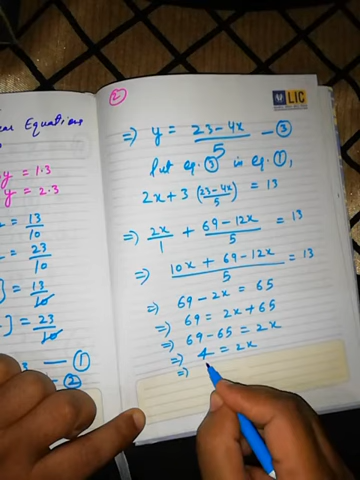 ear Equations
y = 1.3
y = 2.3
= 13/10
= 23/10
] = 13/10
] = 23/10
3 — ①
— ②
②
LIC
⇒ y = (23-4x)/5 — ③
Put eq. ③ in eq. ①,
2x + 3 ((23-4x)/5) = 13
⇒ 2x/1 + (69-12x)/5 = 13
⇒ (10x + 69-12x)/5 = 13
⇒ 69 - 2x = 65
⇒ 69 = 2x + 65
⇒ 69 - 65 = 2x
⇒ 4 = 2x
⇒